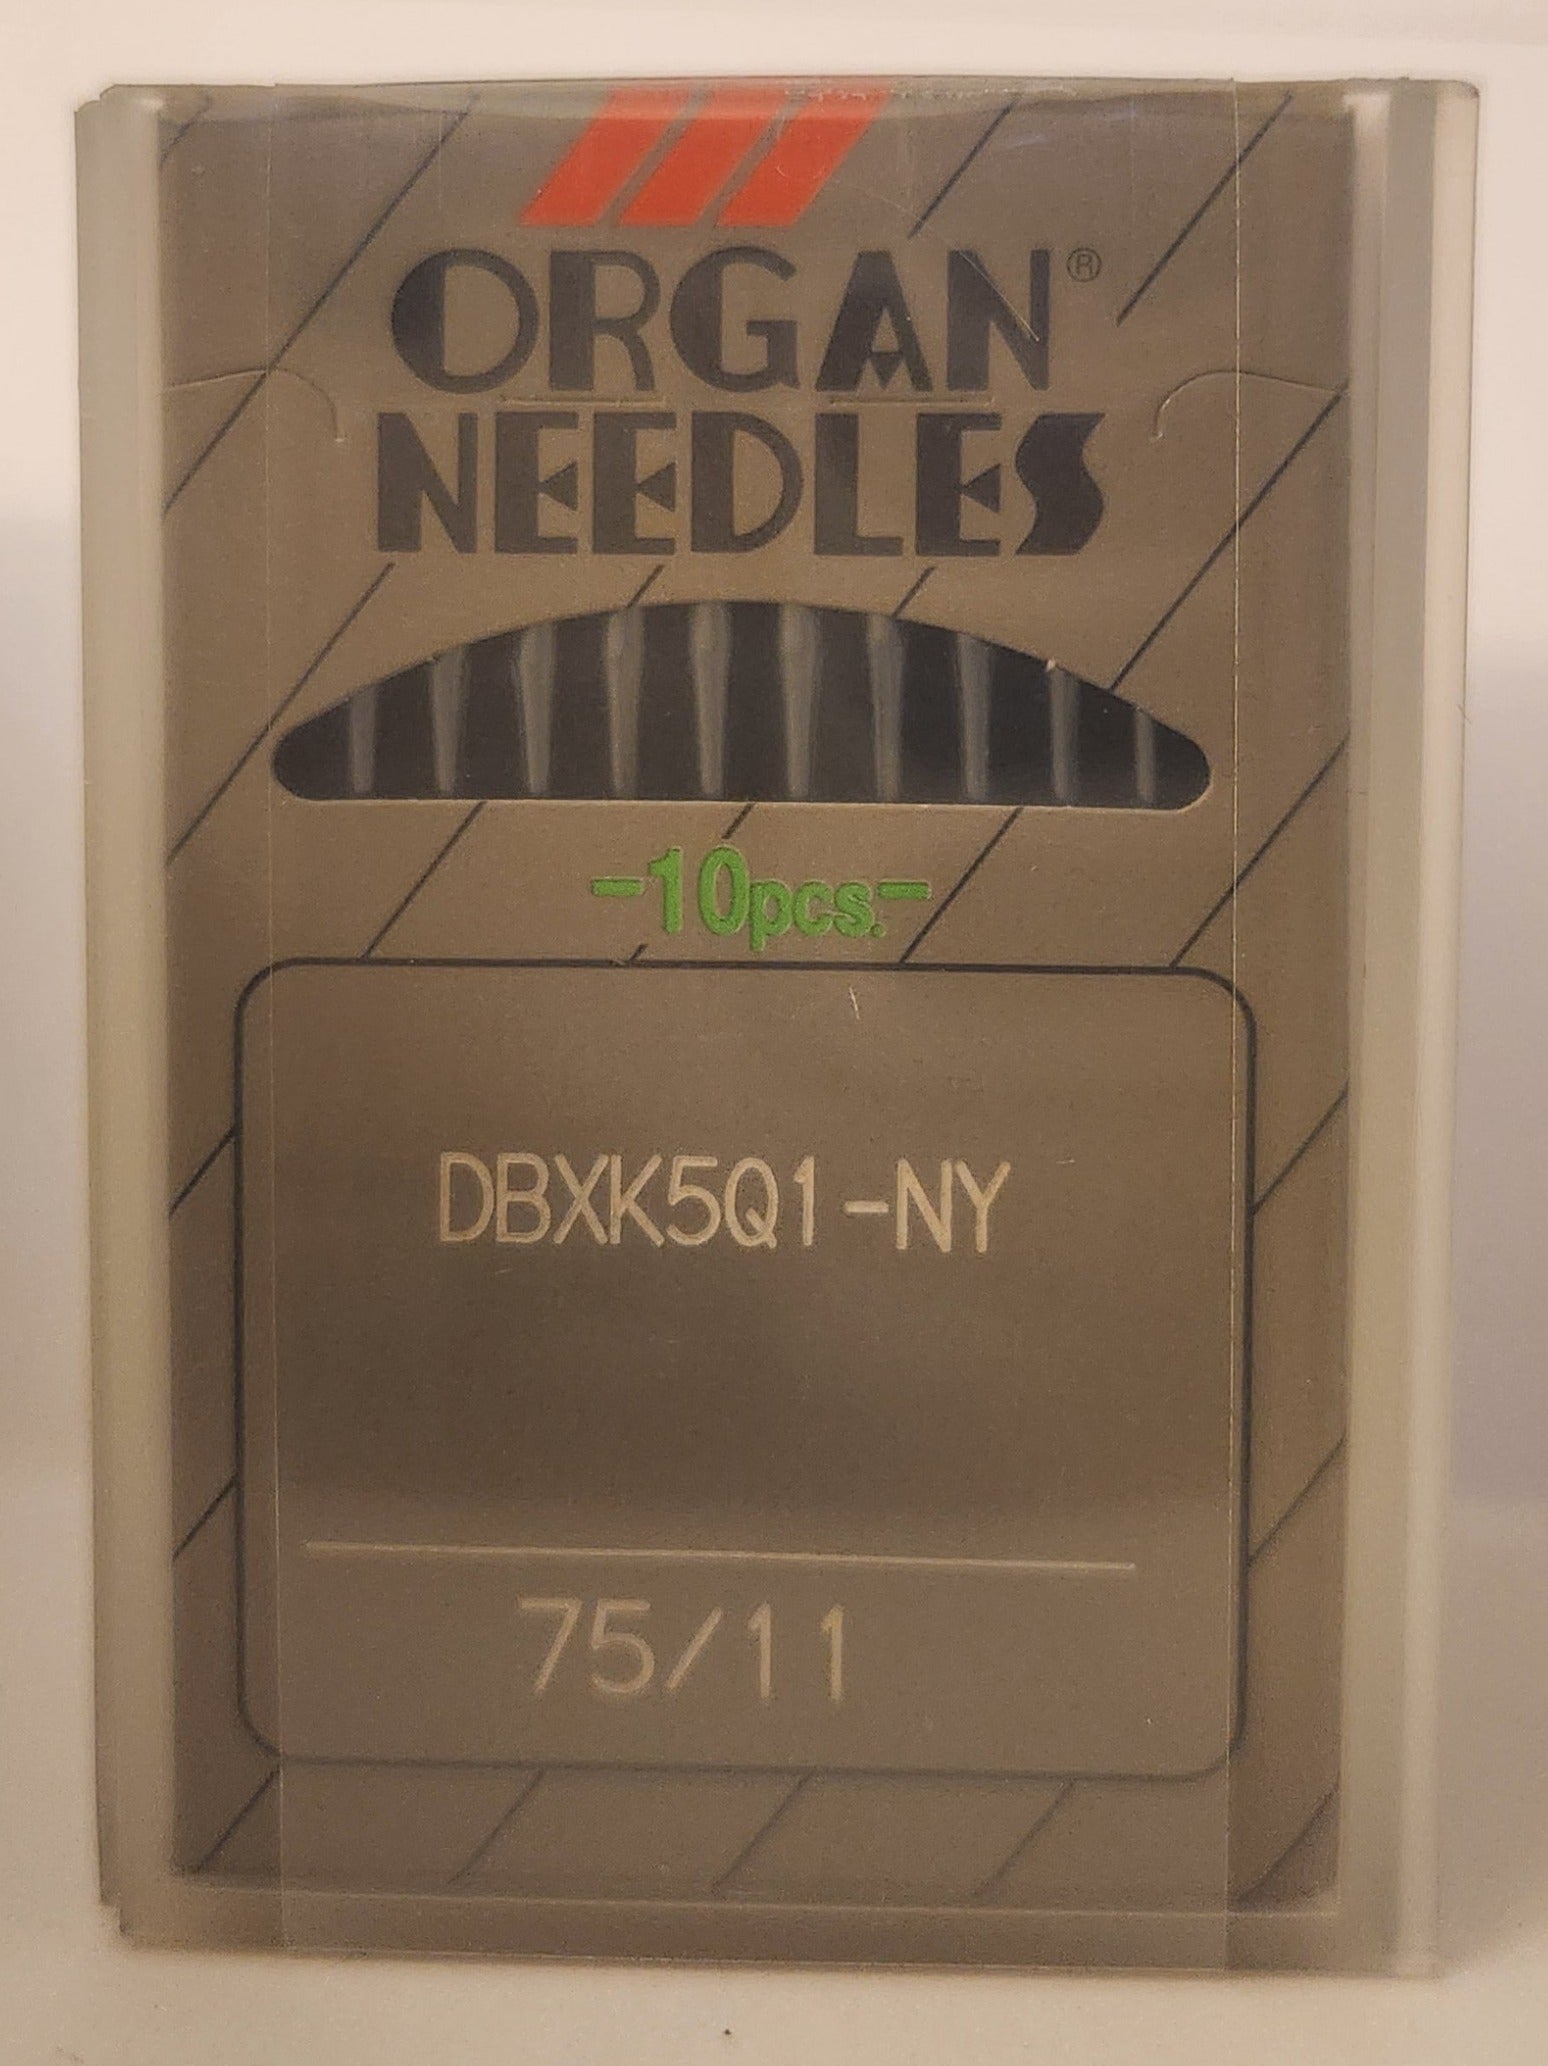 ORGAN®
NEEDLES
-10pcs.-
DBXK5Q1-NY
75/11